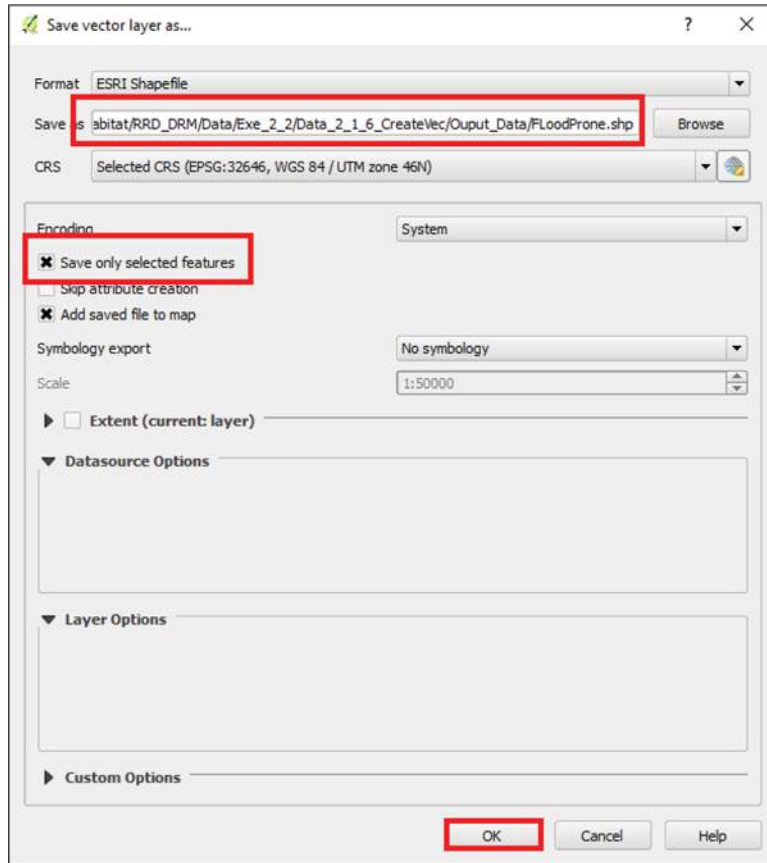 Save vector layer as...
Format ESRI Shapefile
Save as abitat/RRD_DRM/Data/Exe_2_2/Data_2_1_6_CreateVec/Ouput_Data/FLoodProne.shp Browse
CRS Selected CRS (EPSG:32646, WGS 84 / UTM zone 46N)
Encoding System
Save only selected features
Skip attribute creation
Add saved file to map
Symbology export No symbology
Scale 1:50000
Extent (current: layer)
Datasource Options
Layer Options
Custom Options
OK Cancel Help